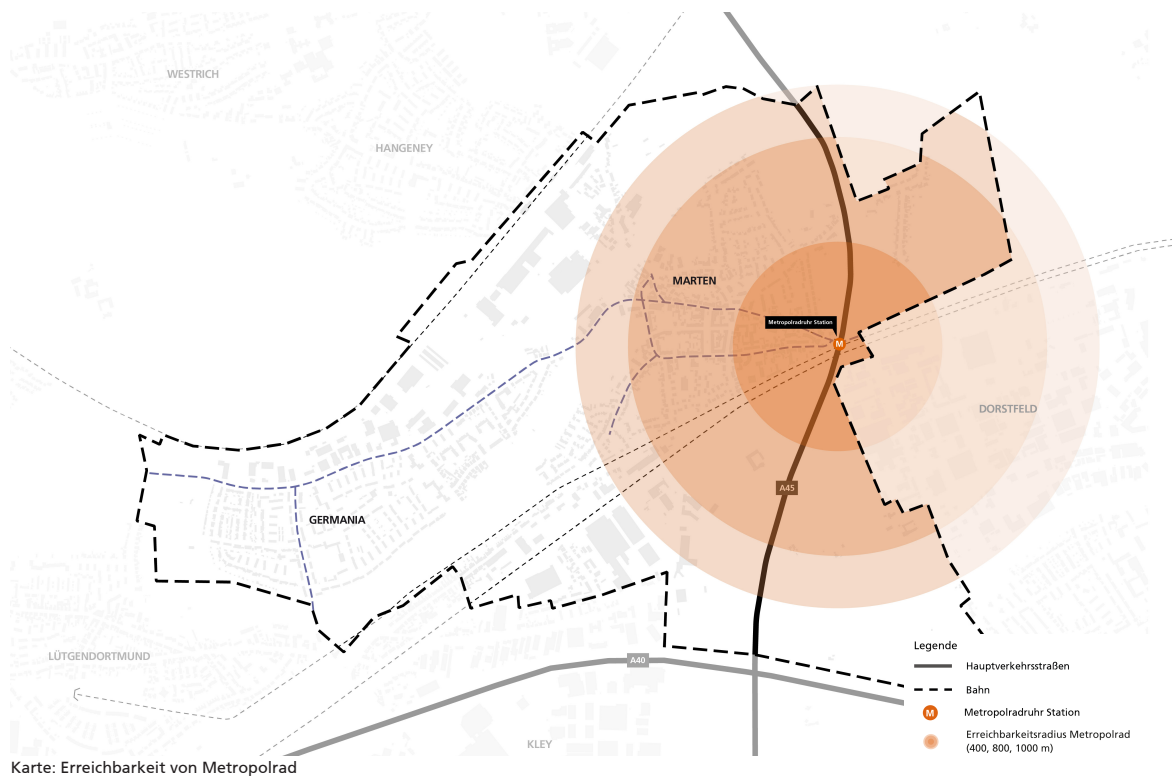 WESTRICH
HANGENEY
MARTEN
Metropolradruhr Station
M
DORSTFELD
A45
GERMANIA
LÜTGENDORTMUND
A40
KLEY
Legende
Hauptverkehrsstraßen
Bahn
M Metropolradruhr Station
Erreichbarkeitsradius Metropolrad
(400, 800, 1000 m)
Karte: Erreichbarkeit von Metropolrad